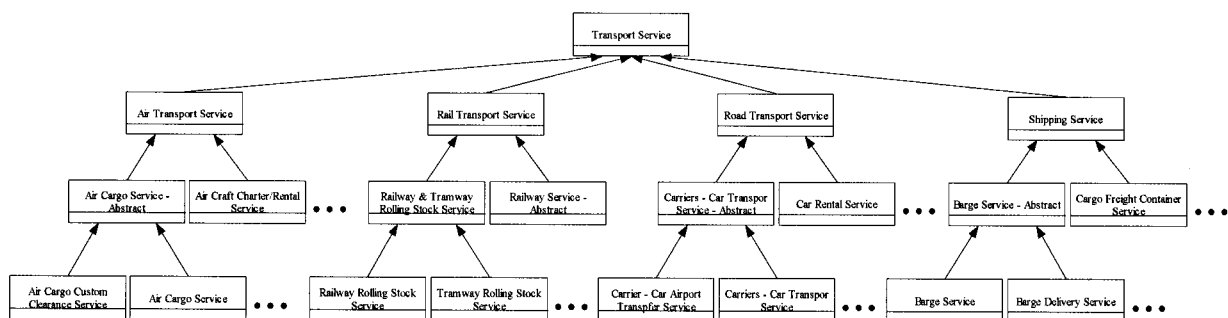 Transport Service
Air Transport Service
Rail Transport Service
Road Transport Service
Shipping Service
Air Cargo Service -
Abstract
Air Craft Charter/Rental
Service
Railway & Tramway
Rolling Stock Service
Railway Service -
Abstract
Carriers - Car Transpor
Service - Abstract
Car Rental Service
Barge Service - Abstract
Cargo Freight Container
Service
Air Cargo Custom
Clearance Service
Air Cargo Service
Railway Rolling Stock
Service
Tramway Rolling Stock
Service
Carrier - Car Airport
Transpfer Service
Carriers - Car Transpor
Service
Barge Service
Barge Delivery Service